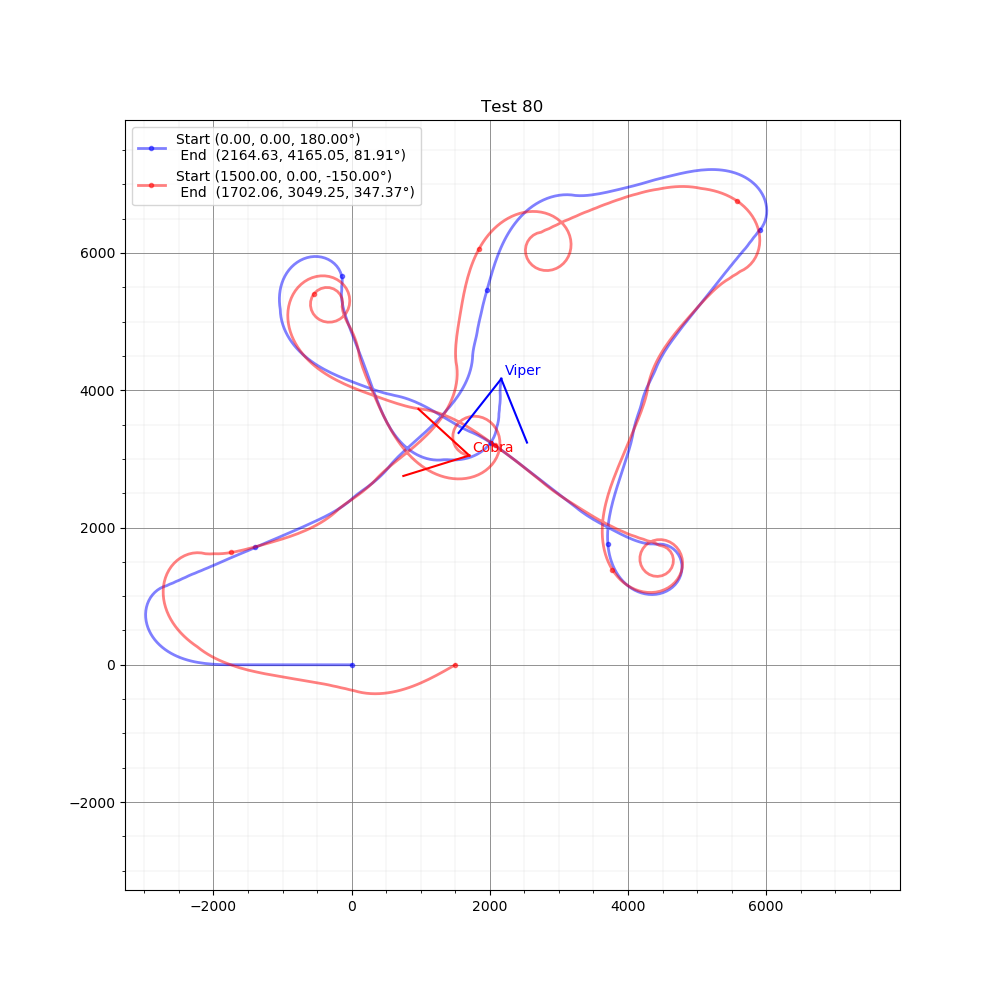 Test 80
Start (0.00, 0.00, 180.00°)
End  (2164.63, 4165.05, 81.91°)
Start (1500.00, 0.00, -150.00°)
End  (1702.06, 3049.25, 347.37°)
6000
4000
2000
0
−2000
Viper
Cobra
−2000 0 2000 4000 6000